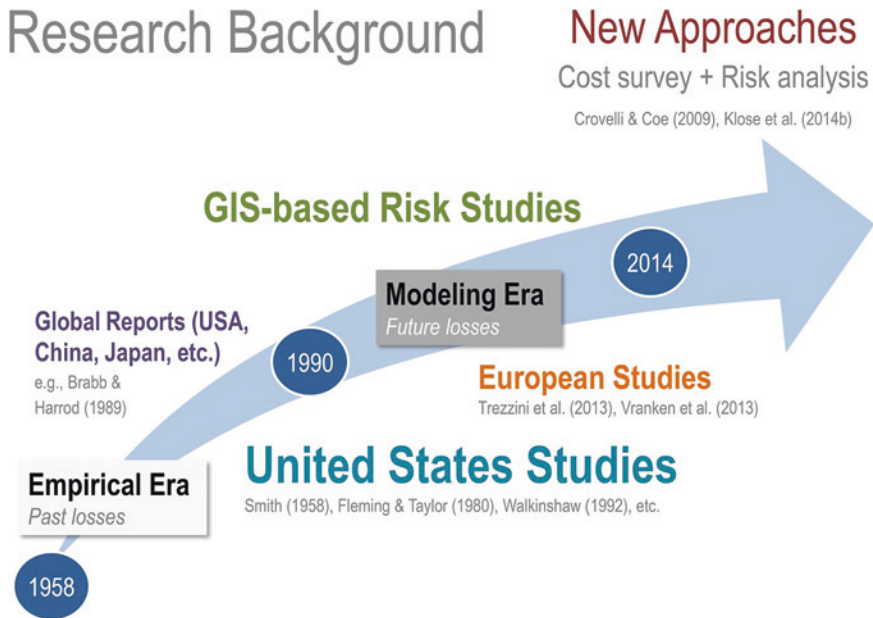 Research Background
New Approaches
Cost survey + Risk analysis
Crovelli & Coe (2009), Klose et al. (2014b)
GIS-based Risk Studies
2014
Modeling Era
Future losses
Global Reports (USA,
China, Japan, etc.)
e.g., Brabb &
Harrod (1989)
1990
European Studies
Trezzini et al. (2013), Vranken et al. (2013)
United States Studies
Smith (1958), Fleming & Taylor (1980), Walkinshaw (1992), etc.
Empirical Era
Past losses
1958